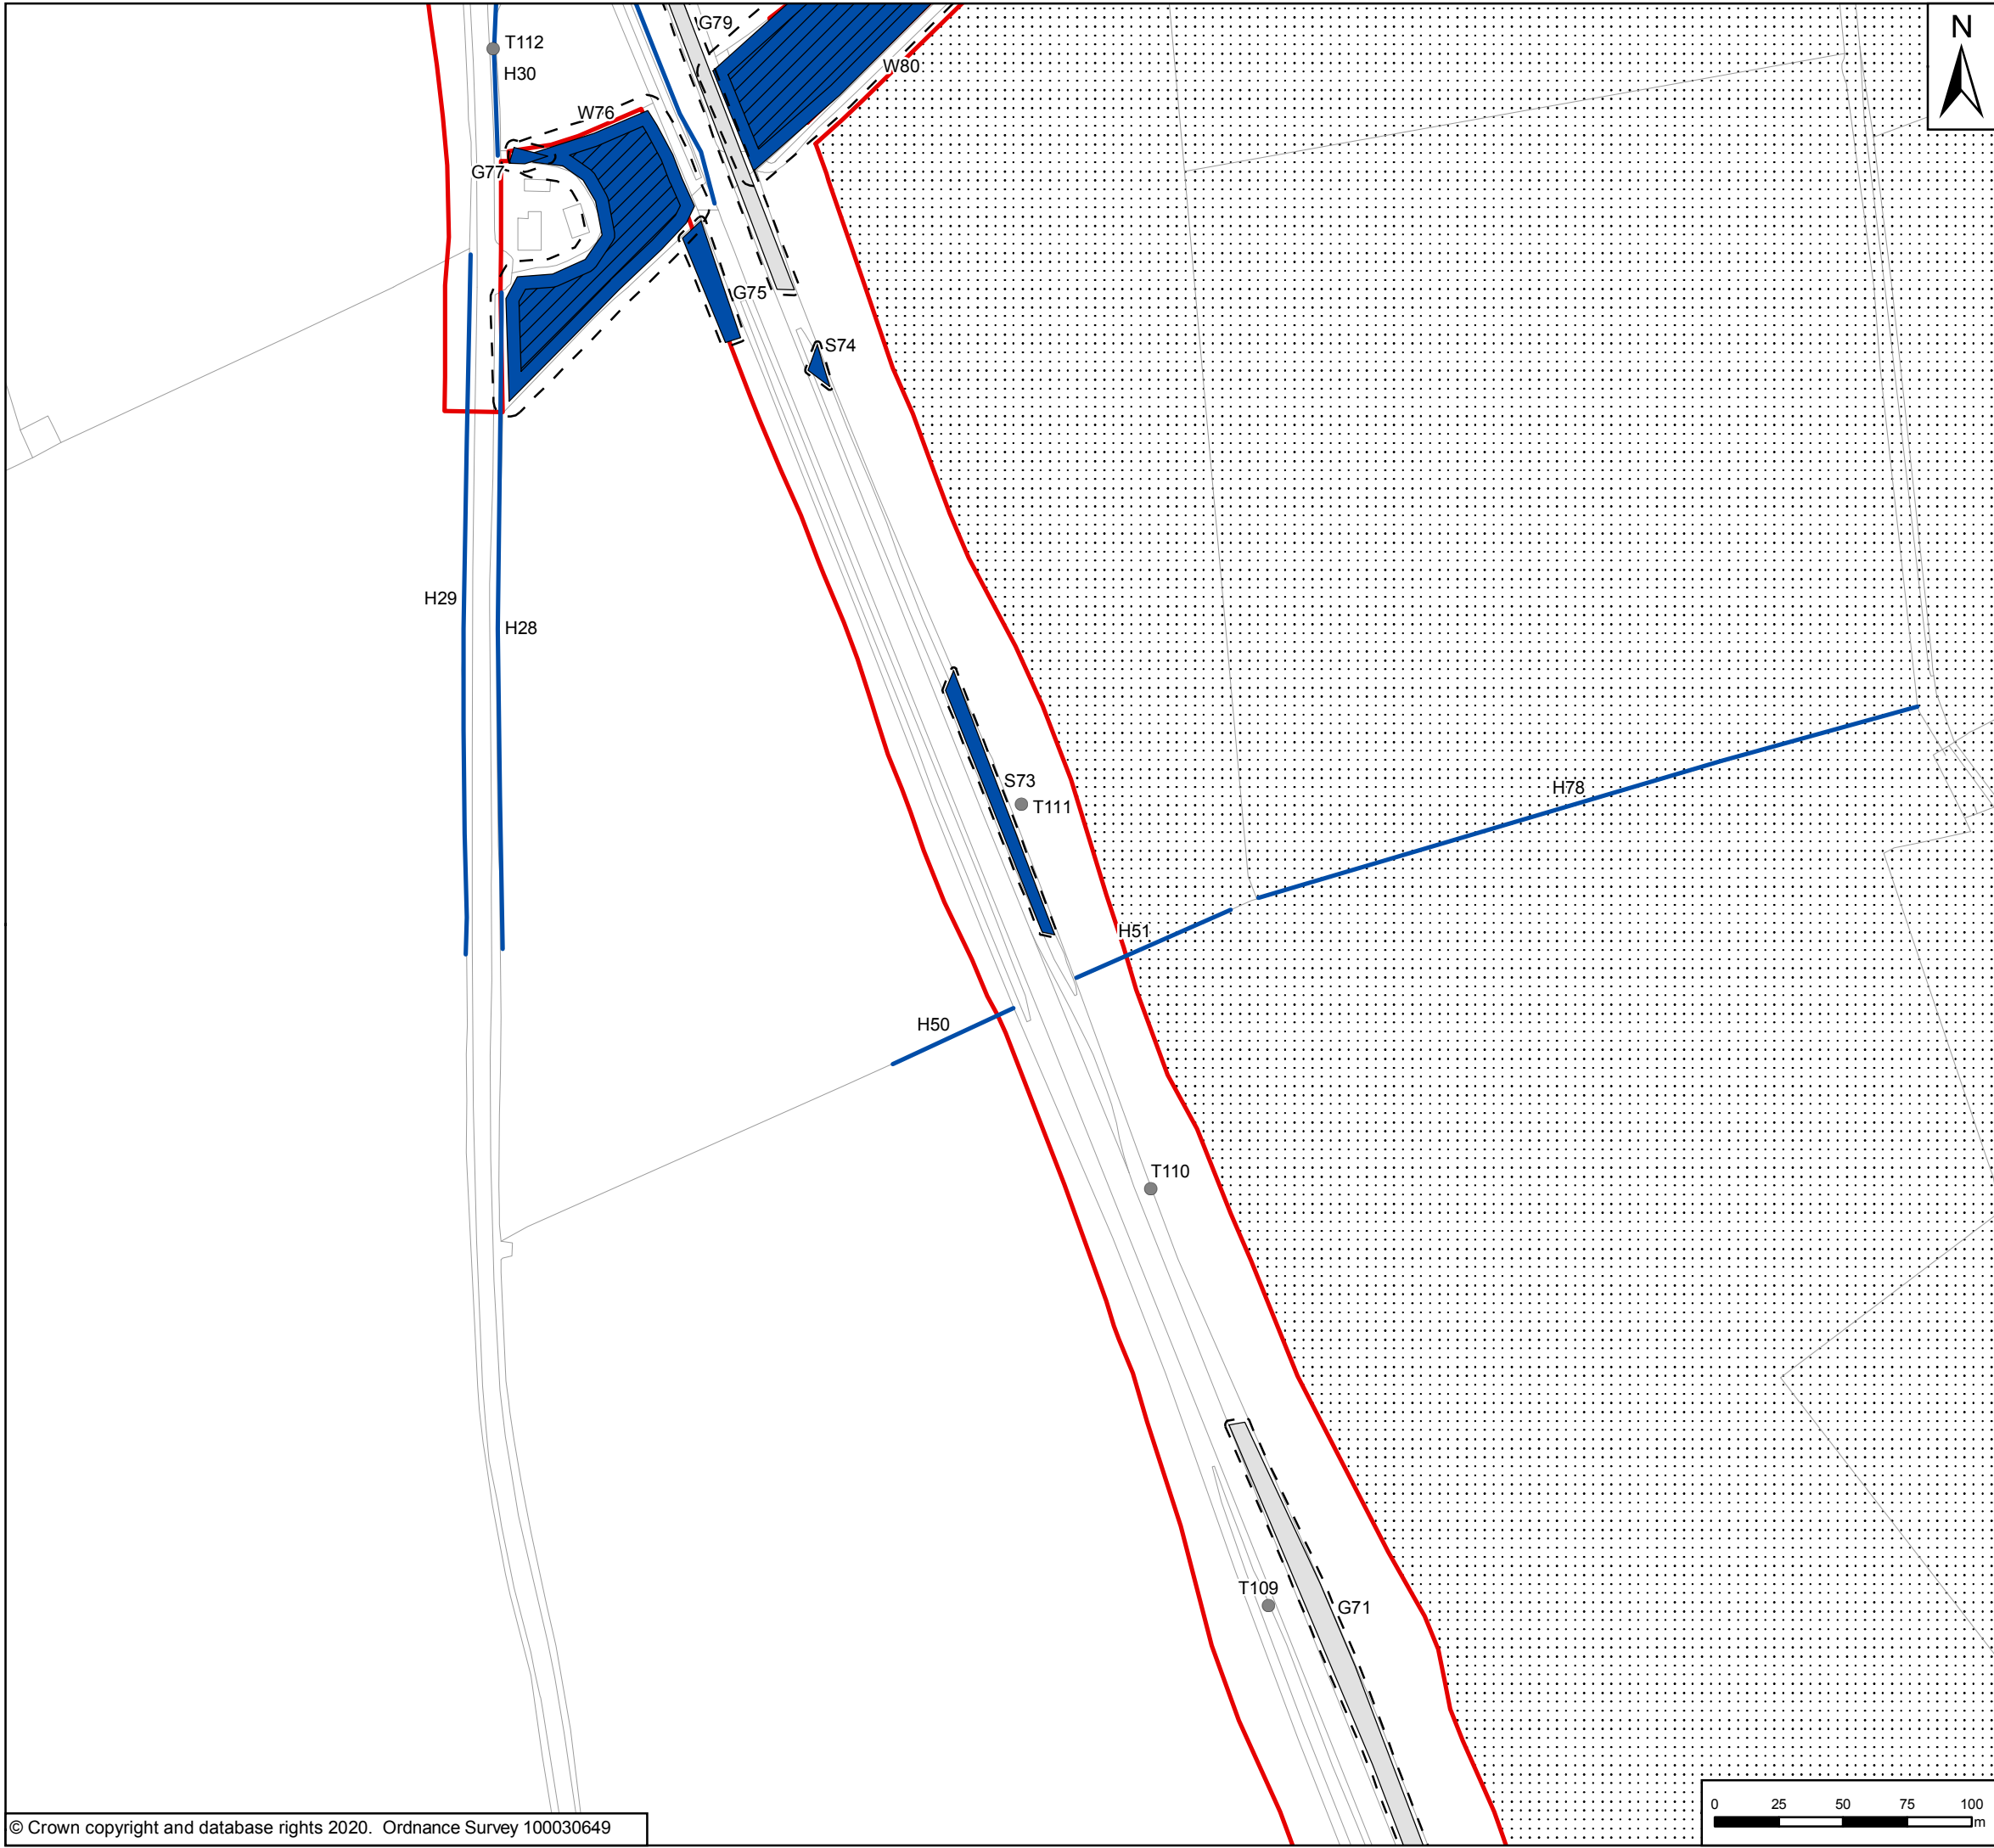 G79
N
T112
W80
H30
W76
G77
G75
S74
H29
H28
S73
H78
T111
H51
H50
T110
T109
G71
0 25 50 75 100
m
© Crown copyright and database rights 2020. Ordnance Survey 100030649